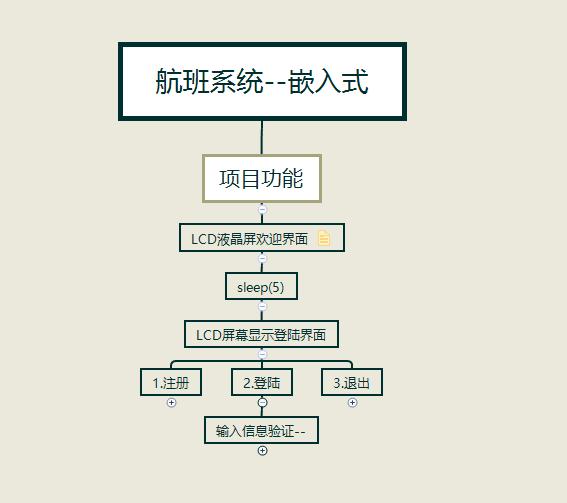 航班系统--嵌入式
项目功能
LCD液晶屏欢迎界面
sleep(5)
LCD屏幕显示登陆界面
1.注册
2.登陆
3.退出
输入信息验证--